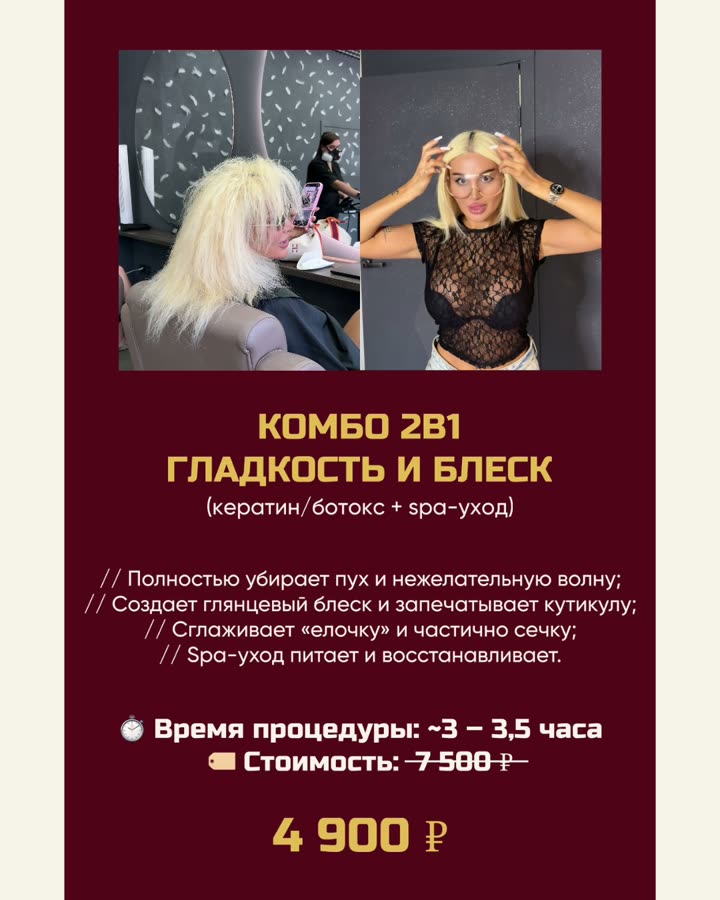 КОМБО 2В1
ГЛАДКОСТЬ И БЛЕСК
(кератин/ботокс + spa-уход)
// Полностью убирает пух и нежелательную волну;
// Создает глянцевый блеск и запечатывает кутикулу;
// Сглаживает «елочку» и частично сечку;
// Spa-уход питает и восстанавливает.
Время процедуры: ~3 – 3,5 часа
Стоимость: 7 500 ₽
4 900 ₽